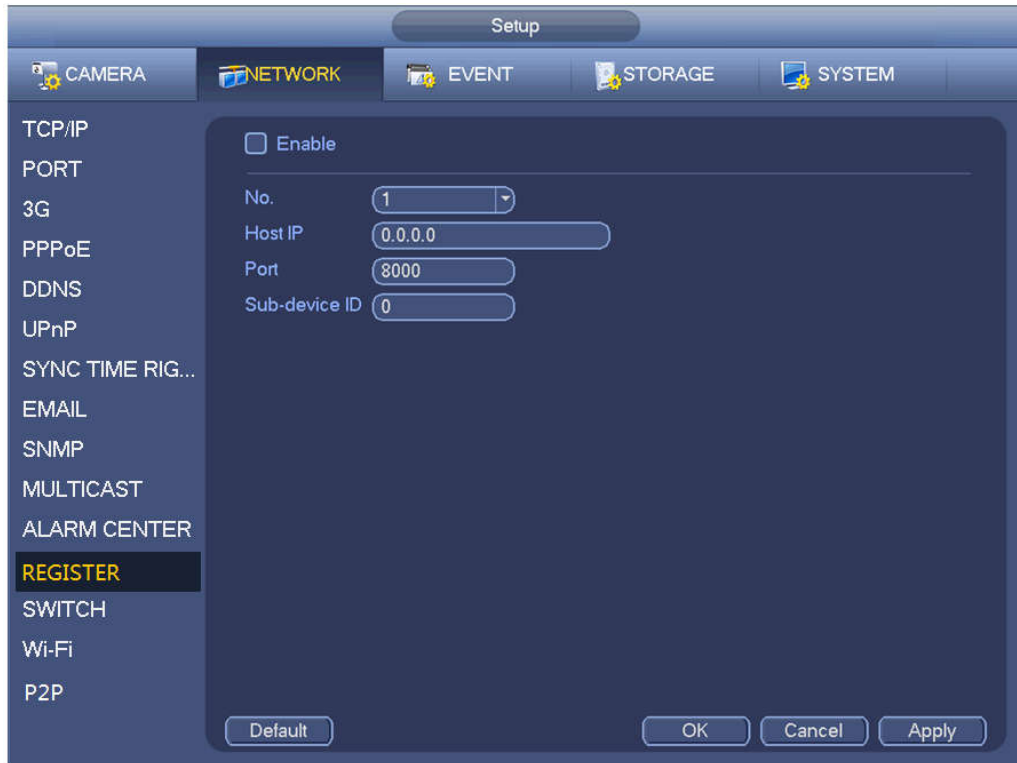 Setup
CAMERA NETWORK EVENT STORAGE SYSTEM
TCP/IP
PORT
3G
PPPoE
DDNS
UPnP
SYNC TIME RIG...
EMAIL
SNMP
MULTICAST
ALARM CENTER
REGISTER
SWITCH
Wi-Fi
P2P
Enable
No. 1
Host IP 0.0.0.0
Port 8000
Sub-device ID 0
Default OK Cancel Apply